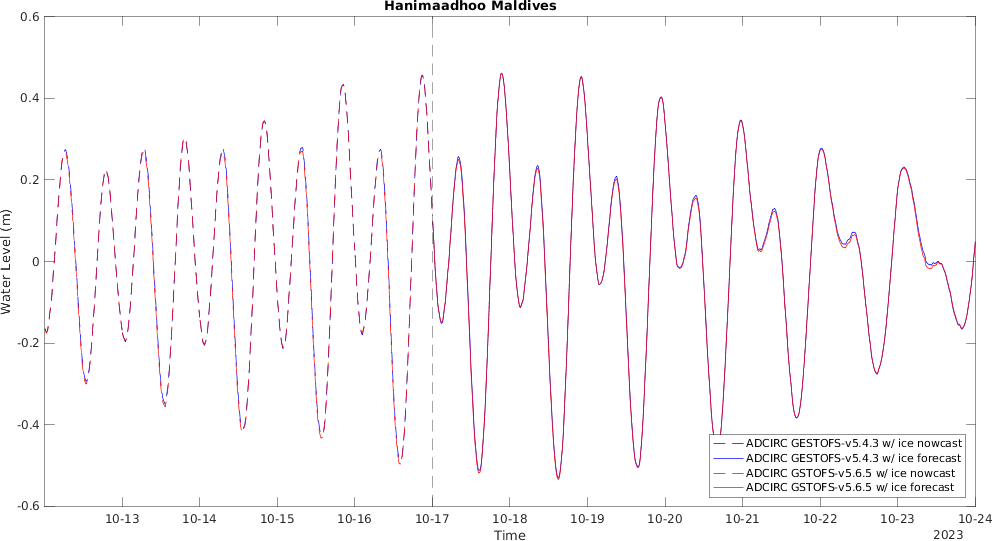 Hanimaadhoo Maldives
0.6
0.4
0.2
0
-0.2
-0.4
-0.6
Water Level (m)
ADCIRC GESTOFS-v5.4.3 w/ ice nowcast
ADCIRC GESTOFS-v5.4.3 w/ ice forecast
ADCIRC GSTOFS-v5.6.5 w/ ice nowcast
ADCIRC GSTOFS-v5.6.5 w/ ice forecast
10-13 10-14 10-15 10-16 10-17 10-18 10-19 10-20 10-21 10-22 10-23 10-24
Time
2023